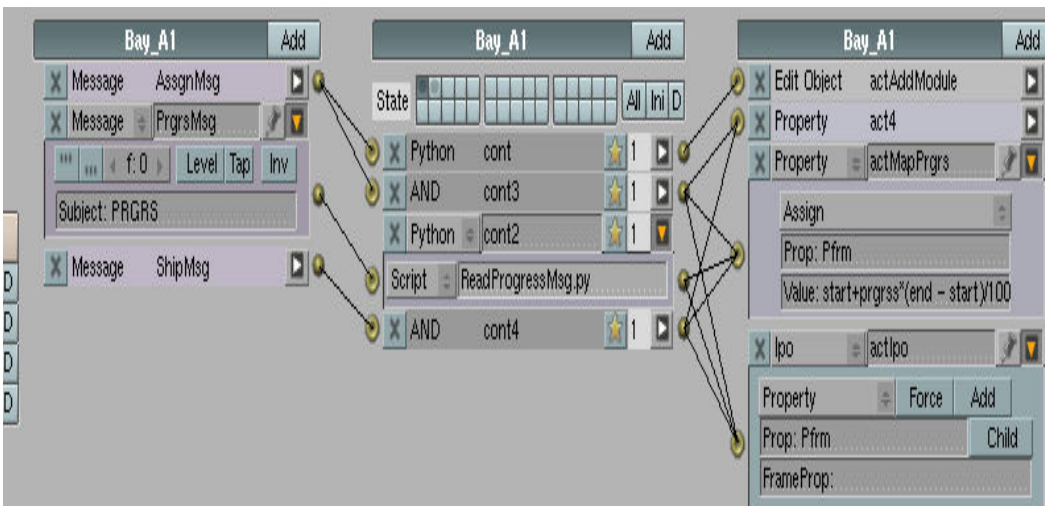 Bay_A1 Add
Message AssgnMsg
Message PrgrsMsg
f: 0 Level Tap Inv
Subject: PRGRS
Message ShipMsg
D
D
D
D
Bay_A1 Add
State All Ini D
Python cont 1
AND cont3 1
Python cont2 1
Script ReadProgressMsg.py
AND cont4 1
Bay_A1 Add
Edit Object actAddModule
Property act4
Property actMapPrgrs
Assign
Prop: Pfrm
Value: start+prgrss*(end - start)/100
Ipo actIpo
Property Force Add
Prop: Pfrm Child
FrameProp: